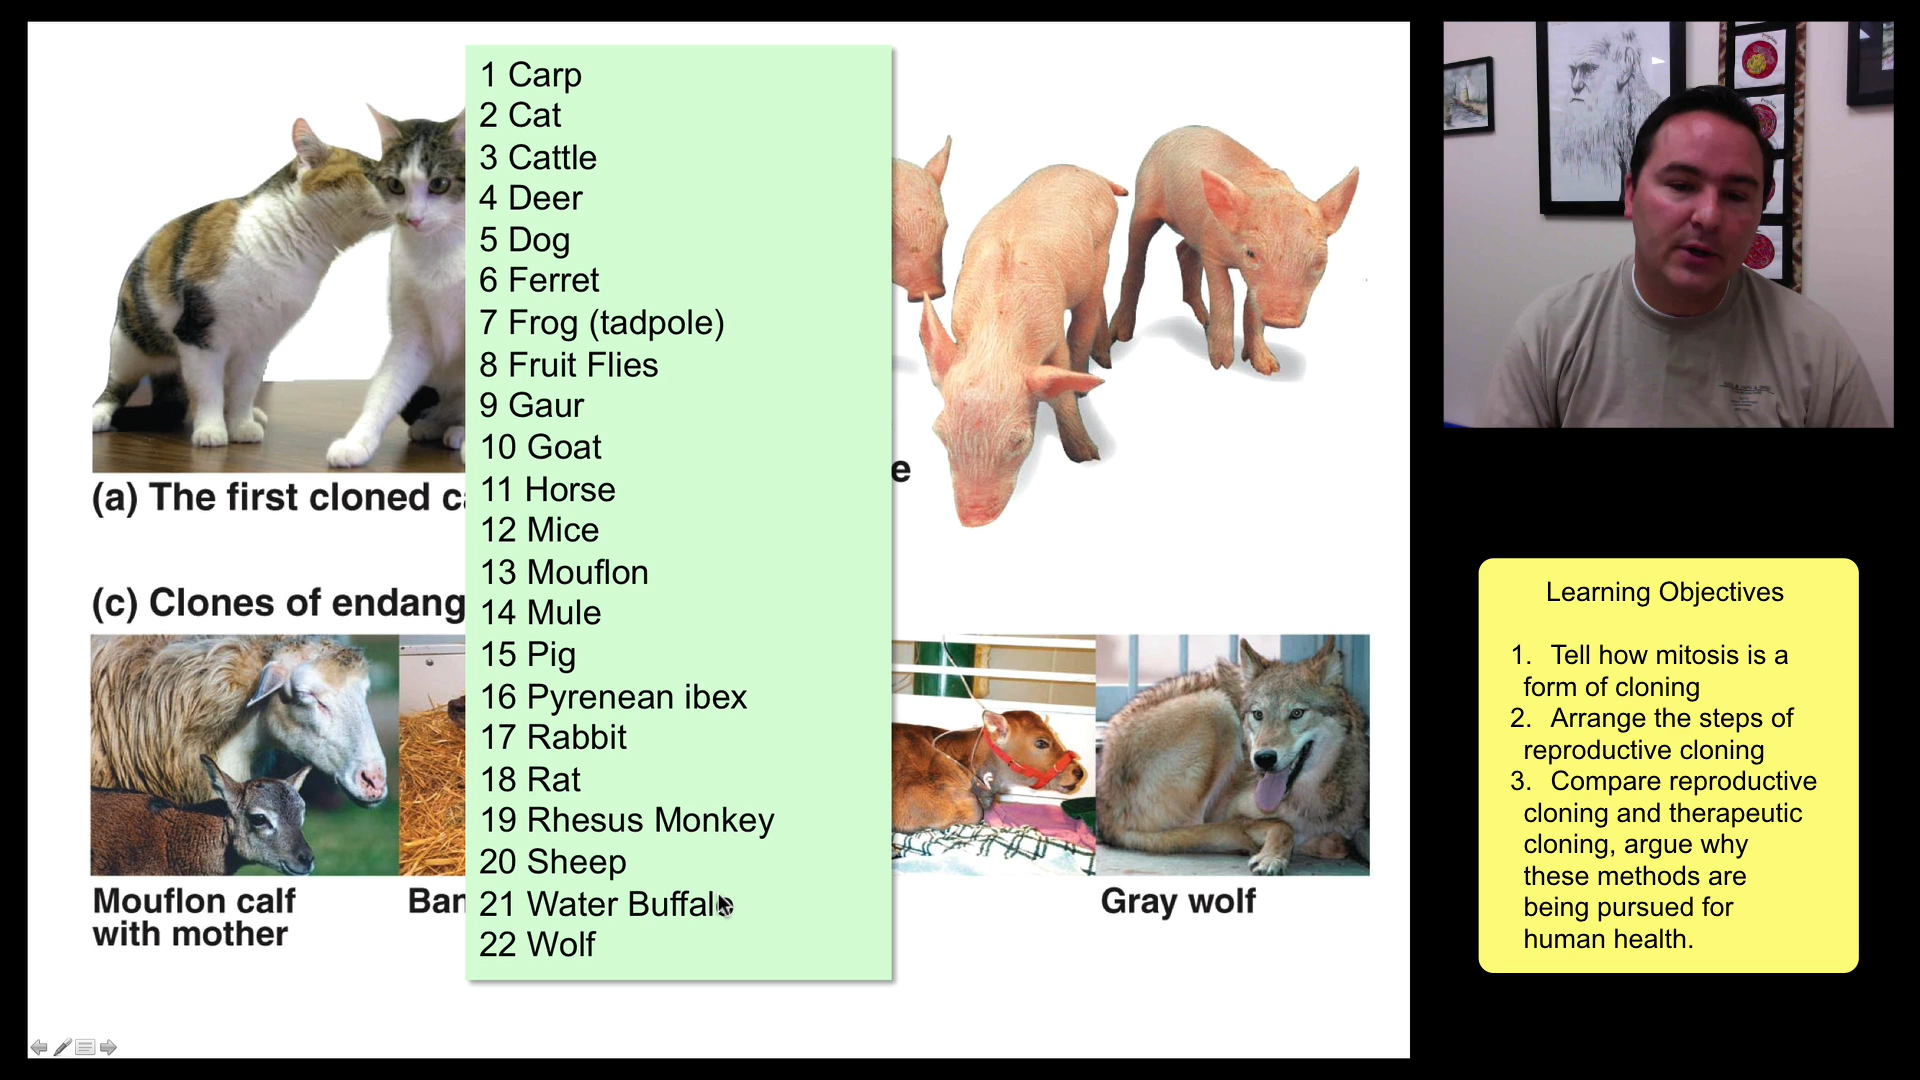 1 Carp
2 Cat
3 Cattle
4 Deer
5 Dog
6 Ferret
7 Frog (tadpole)
8 Fruit Flies
9 Gaur
10 Goat
11 Horse
12 Mice
13 Mouflon
14 Mule
15 Pig
16 Pyrenean ibex
17 Rabbit
18 Rat
19 Rhesus Monkey
20 Sheep
21 Water Buffalo
22 Wolf
(a) The first cloned
(c) Clones of
Mouflon calf
with mother
Gray wolf
Learning Objectives
1. Tell how mitosis is a
form of cloning
2. Arrange the steps of
reproductive cloning
3. Compare reproductive
cloning and therapeutic
cloning, argue why
these methods are
being pursued for
human health.